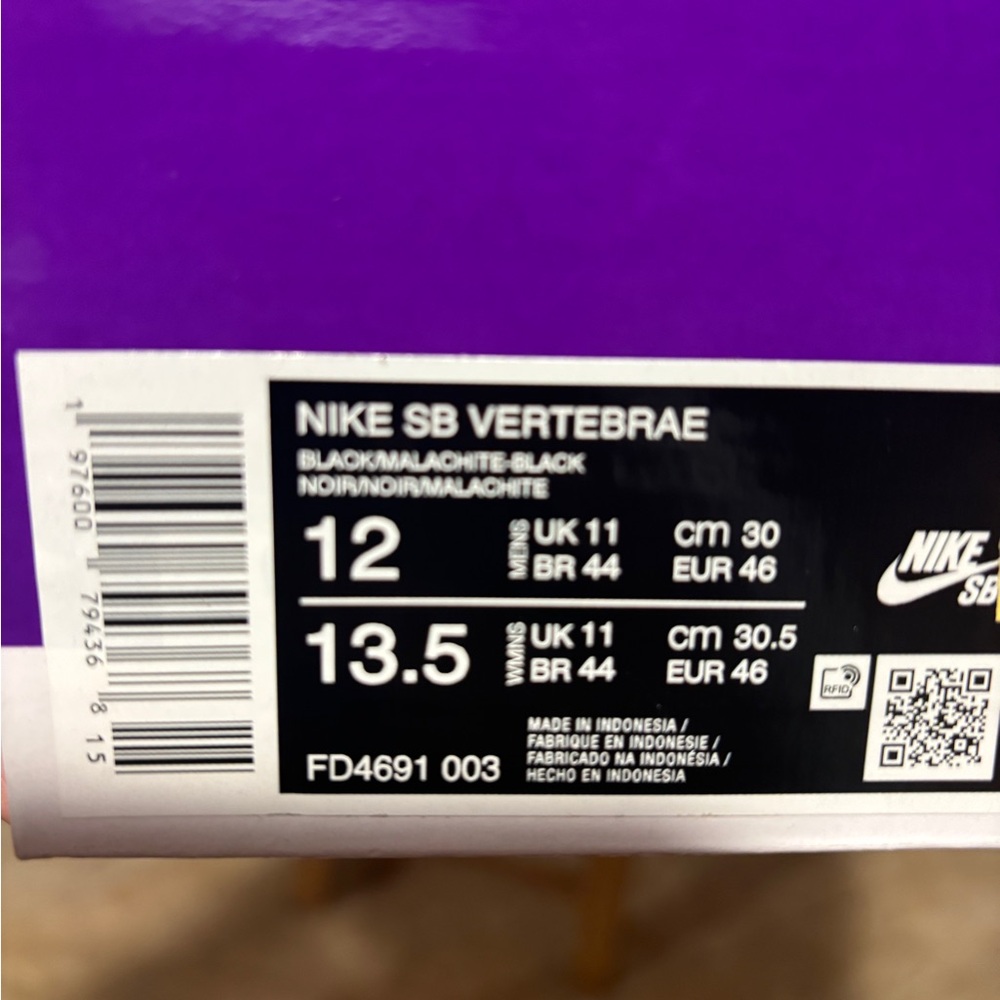 NIKE SB VERTEBRAE
BLACK/MALACHITE-BLACK
NOIR/NOIR/MALACHITE
12 MENS UK 11 cm 30
BR 44 EUR 46
13.5 WMNS UK 11 cm 30.5
BR 44 EUR 46
FD4691 003
MADE IN INDONESIA /
FABRIQUE EN INDONESIE /
FABRICADO NA INDONÉSIA /
HECHO EN INDONESIA
NIKE
SB
RFID
1 97600 79436 8 15